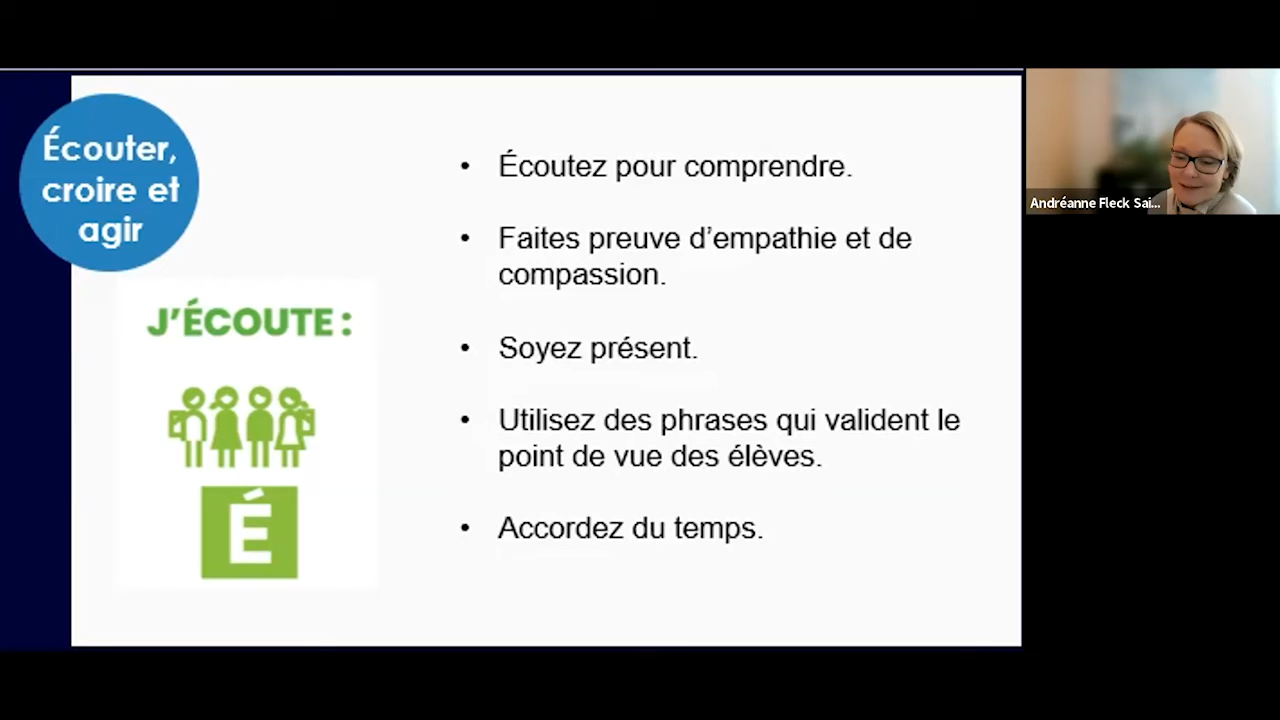 Écouter,
croire et
agir
J'ÉCOUTE :
É
• Écoutez pour comprendre.
• Faites preuve d'empathie et de
compassion.
• Soyez présent.
• Utilisez des phrases qui valident le
point de vue des élèves.
• Accordez du temps.
Andréanne Fleck Sai...